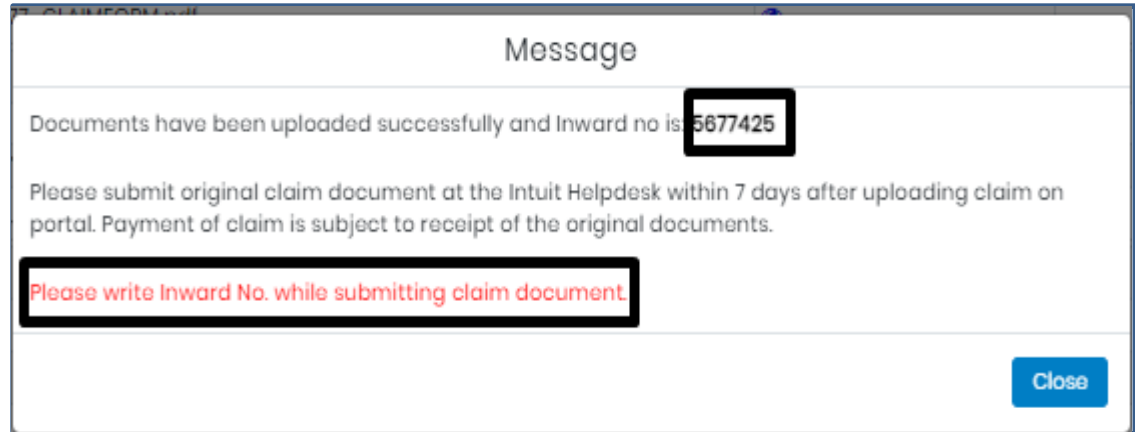 CLAIMFORM.pdf
Message
Documents have been uploaded successfully and Inward no is: 5677425
Please submit original claim document at the Intuit Helpdesk within 7 days after uploading claim on
portal. Payment of claim is subject to receipt of the original documents.
Please write Inward No. while submitting claim document.
Close